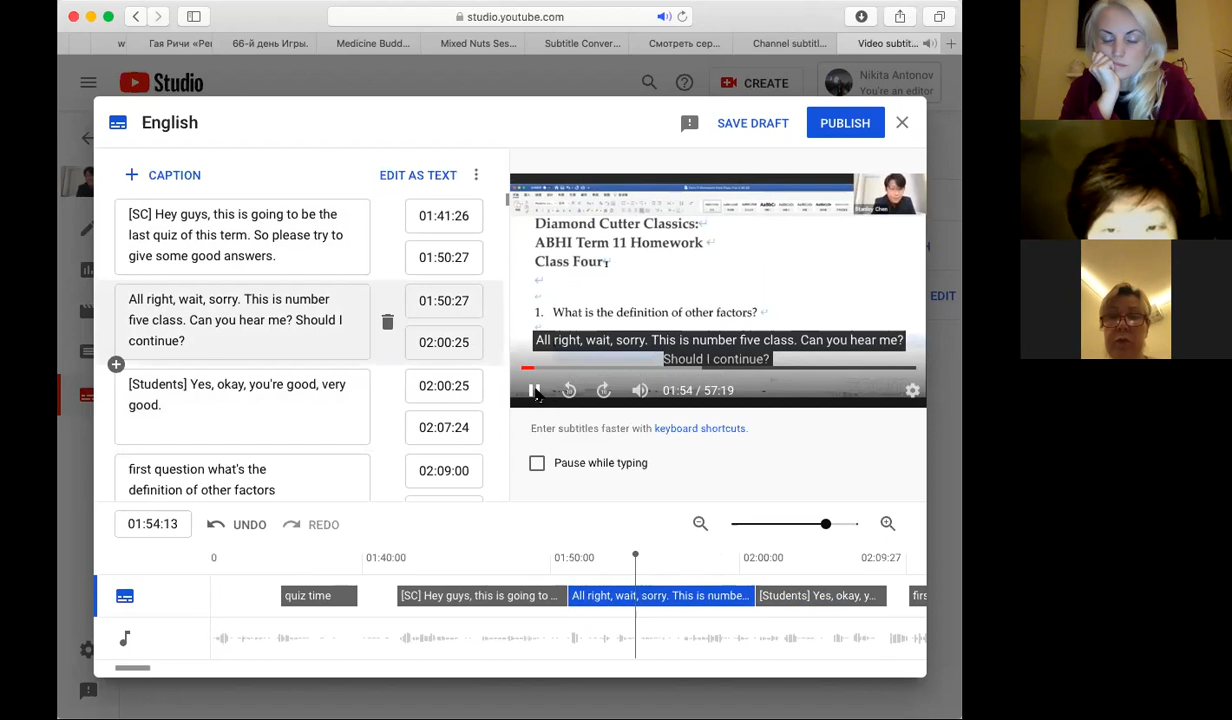 studio.youtube.com
w
Гая Ричи «Рев
66-й день Игры.
Medicine Budd...
Mixed Nuts Ses...
Subtitle Conver...
Смотреть сер...
Channel subtitl...
Video subtit...
Studio
CREATE
Nikita Antonov
You're an editor
English
SAVE DRAFT
PUBLISH
CAPTION
EDIT AS TEXT
[SC] Hey guys, this is going to be the
last quiz of this term. So please try to
give some good answers.
01:41:26
01:50:27
All right, wait, sorry. This is number
five class. Can you hear me? Should I
continue?
01:50:27
02:00:25
[Students] Yes, okay, you're good, very
good.
02:00:25
02:07:24
first question what's the
definition of other factors
02:09:00
Stanley Chen
Diamond Cutter Classics:
ABHI Term 11 Homework
Class Four
1. What is the definition of other factors?
All right, wait, sorry. This is number five class. Can you hear me?
Should I continue?
01:54 / 57:19
Enter subtitles faster with keyboard shortcuts.
Pause while typing
EDIT
01:54:13
UNDO
REDO
0
01:40:00
01:50:00
02:00:00
02:09:27
quiz time
[SC] Hey guys, this is going to ...
All right, wait, sorry. This is numbe...
[Students] Yes, okay, y...
firs